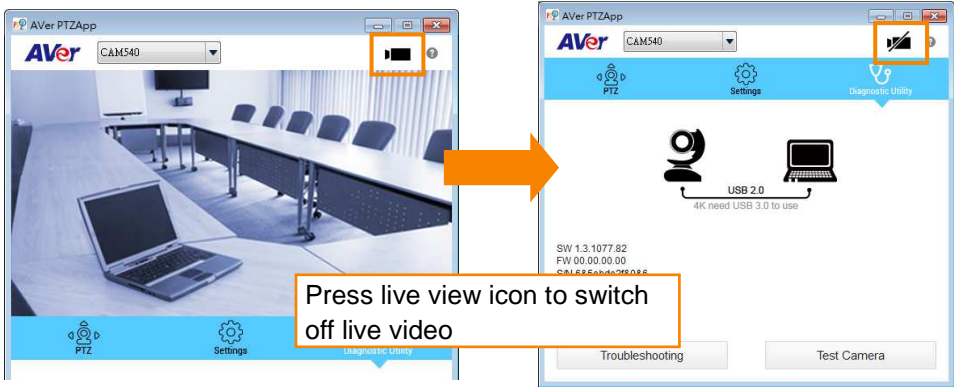 AVer PTZApp
AVer
CAM540
PTZ
Settings
Diagnostic Utility
AVer PTZApp
AVer
CAM540
PTZ
Settings
Diagnostic Utility
USB 2.0
4K need USB 3.0 to use
SW 1.3.1077.82
FW 00.00.00.00
Press live view icon to switch
off live video
Troubleshooting
Test Camera